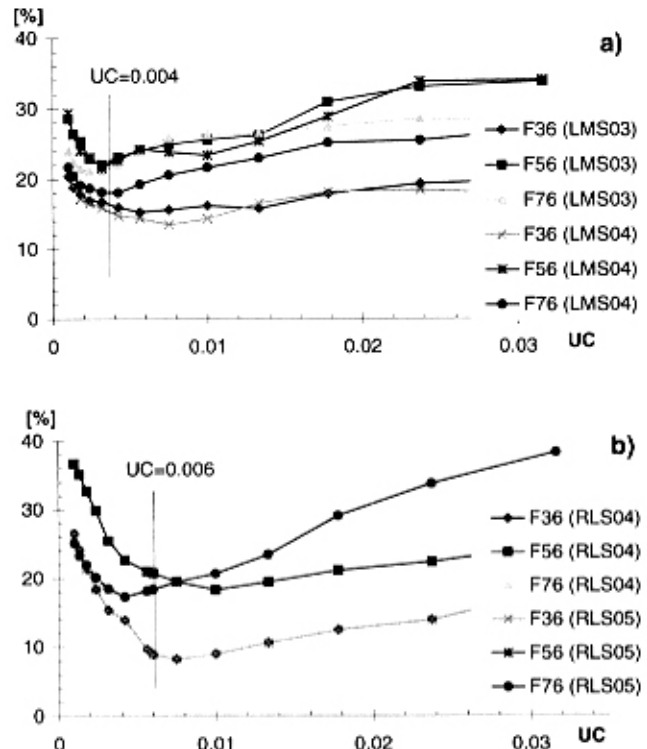 [%]
a)
40
UC=0.004
30
20
10
0
F36 (LMS03)
F56 (LMS03)
F76 (LMS03)
F36 (LMS04)
F56 (LMS04)
F76 (LMS04)
0 0.01 0.02 0.03
UC
[%]
b)
40
UC=0.006
30
20
10
0
F36 (RLS04)
F56 (RLS04)
F76 (RLS04)
F36 (RLS05)
F56 (RLS05)
F76 (RLS05)
0 0.01 0.02 0.03
UC